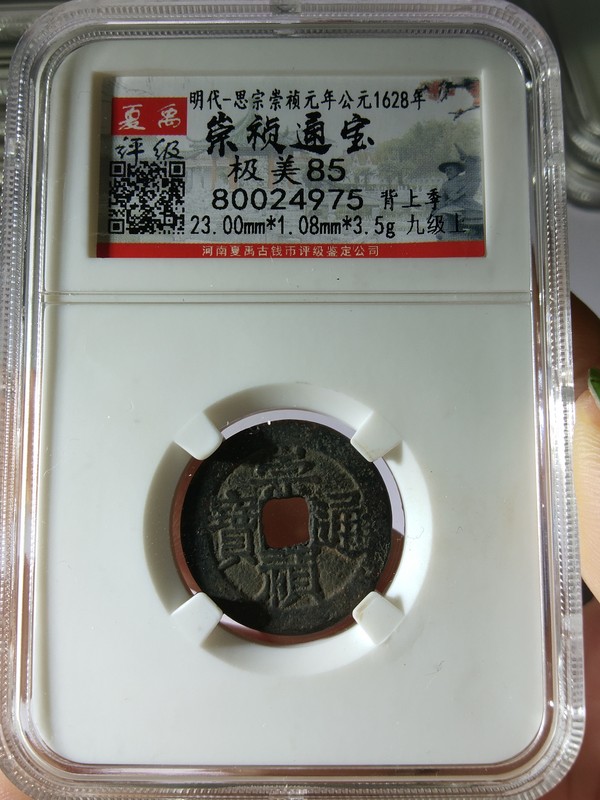 明代-思宗崇祯元年公元1628年
夏禹
评级
崇祯通宝
极美85
80024975 背上季
23.00mm*1.08mm*3.5g 九级上
河南夏禹古钱币评级鉴定公司
崇禎通寶